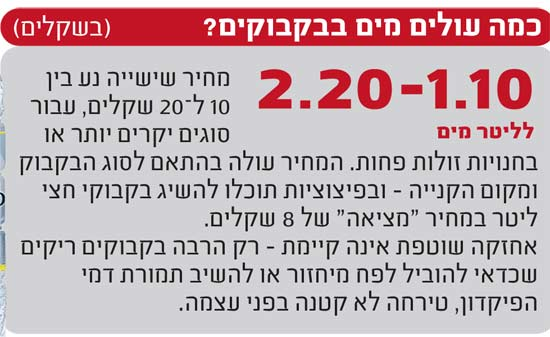 כמה עולים מים בבקבוקים? (בשקלים)
2.20-1.10
לליטר מים
מחיר שישייה נע בין
10 ל־20 שקלים, עבור
סוגים יקרים יותר או
בחנויות זולות פחות. המחיר עולה בהתאם לסוג הבקבוק
ומקום הקנייה - ובפיצוציות תוכלו להשיג בקבוקי חצי
ליטר במחיר "מציאה" של 8 שקלים.
אחזקה שוטפת אינה קיימת - רק הרבה בקבוקים ריקים
שכדאי להוביל לפח מיחזור או להשיב תמורת דמי
הפיקדון, טירחה לא קטנה בפני עצמה.